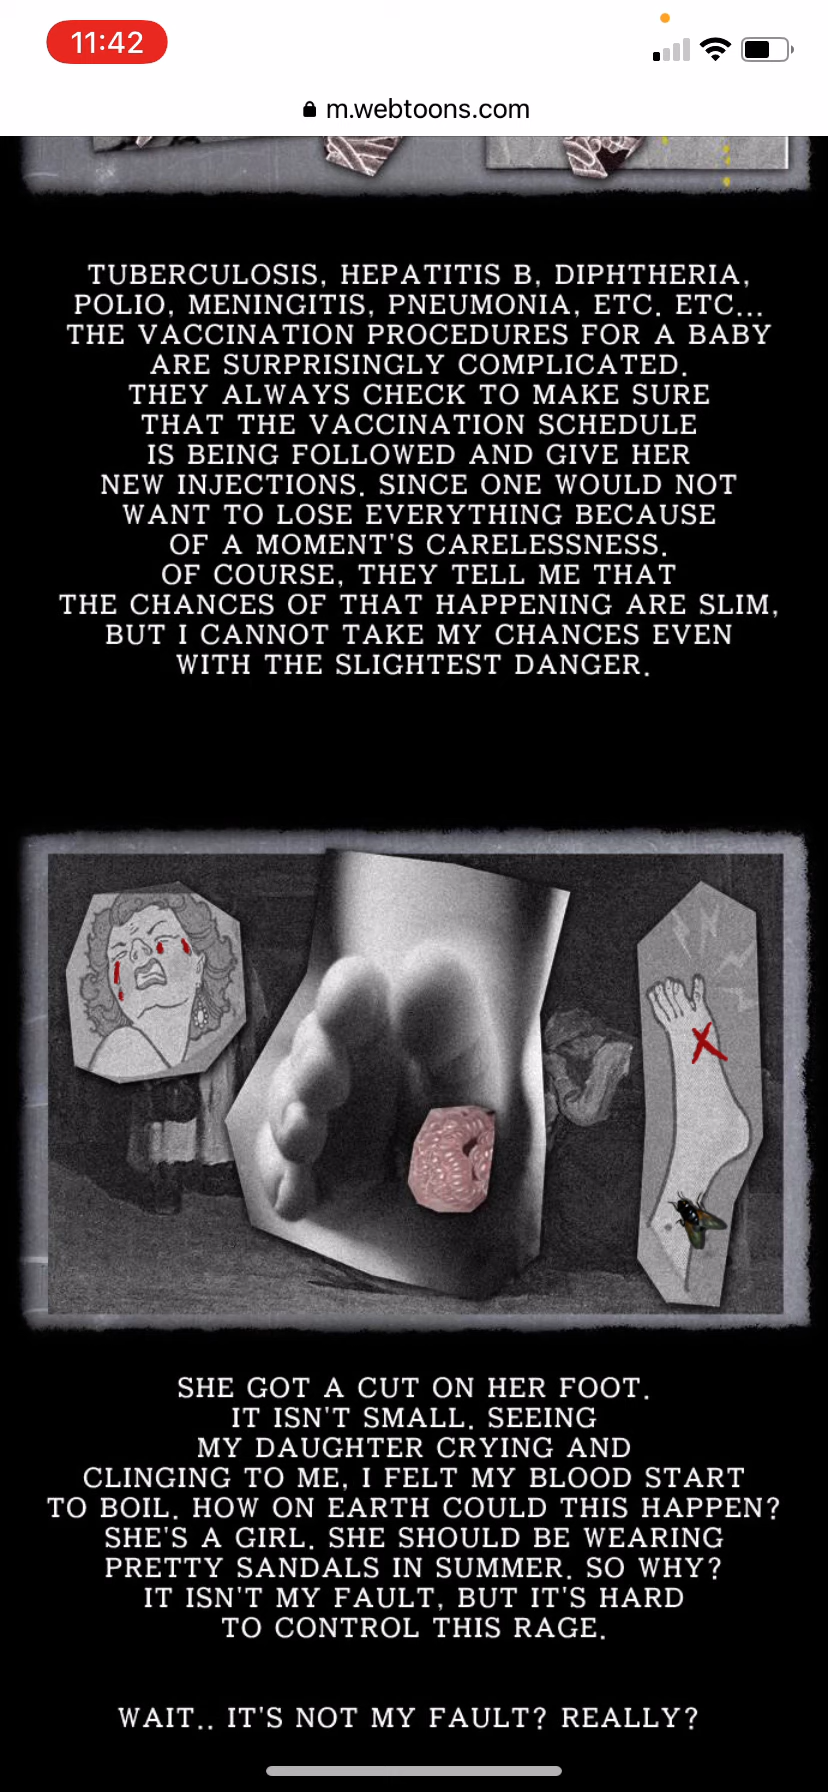 11:42
m.webtoons.com
TUBERCULOSIS, HEPATITIS B, DIPHTHERIA,
POLIO, MENINGITIS, PNEUMONIA, ETC. ETC...
THE VACCINATION PROCEDURES FOR A BABY
ARE SURPRISINGLY COMPLICATED.
THEY ALWAYS CHECK TO MAKE SURE
THAT THE VACCINATION SCHEDULE
IS BEING FOLLOWED AND GIVE HER
NEW INJECTIONS. SINCE ONE WOULD NOT
WANT TO LOSE EVERYTHING BECAUSE
OF A MOMENT'S CARELESSNESS.
OF COURSE, THEY TELL ME THAT
THE CHANCES OF THAT HAPPENING ARE SLIM,
BUT I CANNOT TAKE MY CHANCES EVEN
WITH THE SLIGHTEST DANGER.
SHE GOT A CUT ON HER FOOT.
IT ISN'T SMALL. SEEING
MY DAUGHTER CRYING AND
CLINGING TO ME, I FELT MY BLOOD START
TO BOIL. HOW ON EARTH COULD THIS HAPPEN?
SHE'S A GIRL. SHE SHOULD BE WEARING
PRETTY SANDALS IN SUMMER. SO WHY?
IT ISN'T MY FAULT, BUT IT'S HARD
TO CONTROL THIS RAGE.
WAIT.. IT'S NOT MY FAULT? REALLY?